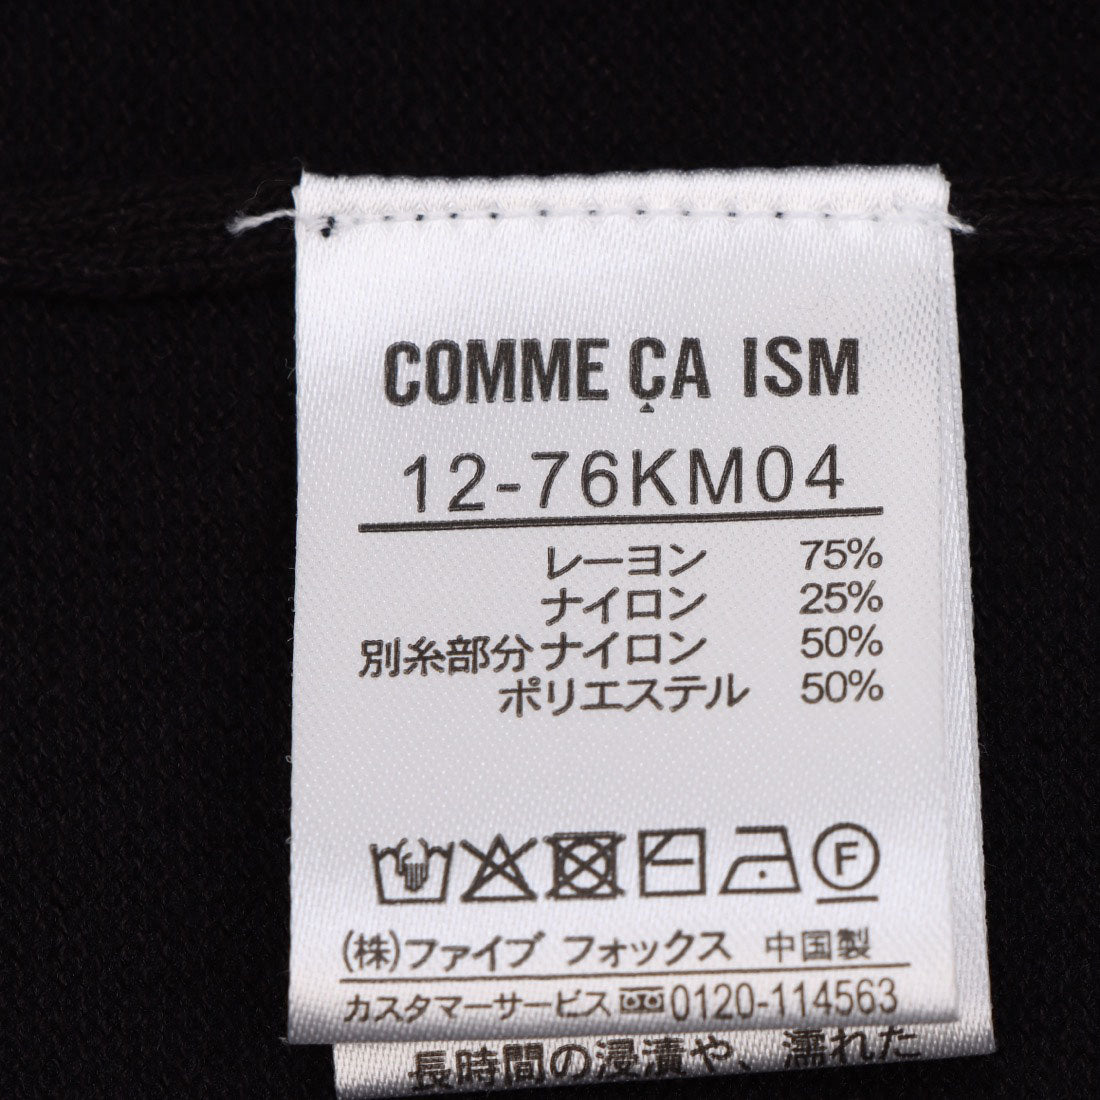 COMME ÇA ISM
12-76KM04
レーヨン 75%
ナイロン 25%
別糸部分ナイロン 50%
ポリエステル 50%
F
(株)ファイブ フォックス 中国製
カスタマーサービス 0120-114563
長時間の浸漬や、濡れた